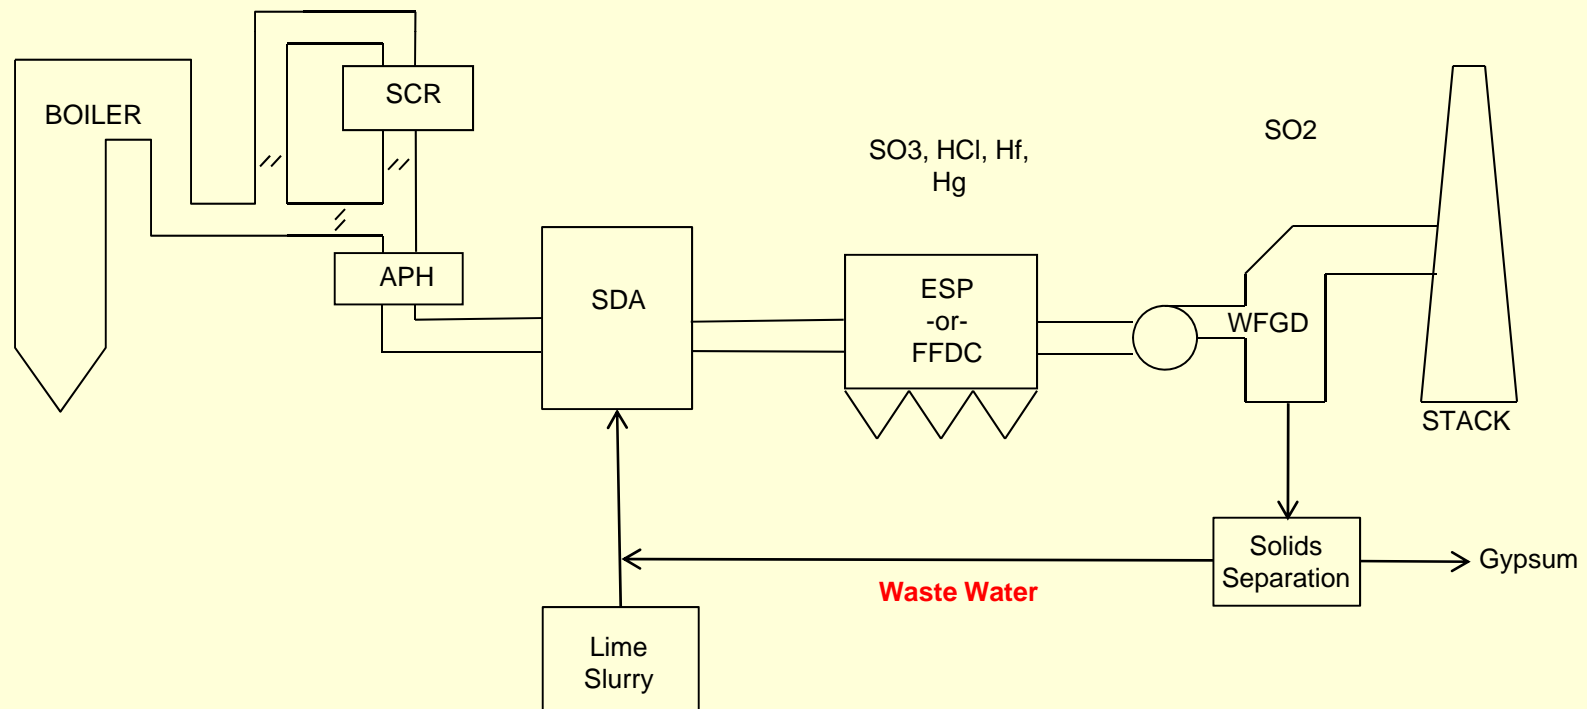 BOILER
SCR
APH
SDA
SO3, HCl, Hf,
Hg
ESP
-or-
FFDC
SO2
WFGD
STACK
Solids
Separation
Gypsum
Waste Water
Lime
Slurry